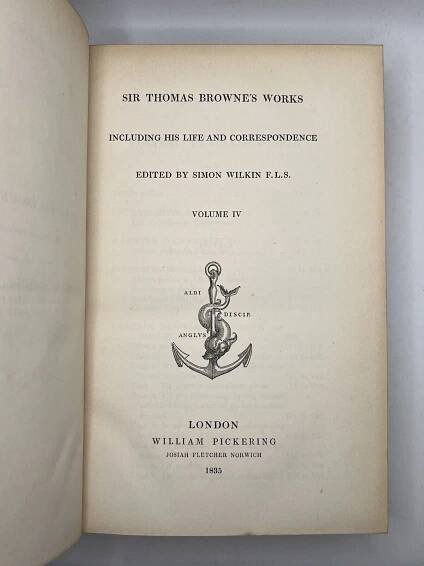 SIR THOMAS BROWNE'S WORKS
INCLUDING HIS LIFE AND CORRESPONDENCE
EDITED BY SIMON WILKIN F.L.S.
VOLUME IV
ALDI
DISCIP.
ANGLVS
LONDON
WILLIAM PICKERING
JOSIAH FLETCHER NORWICH
1835